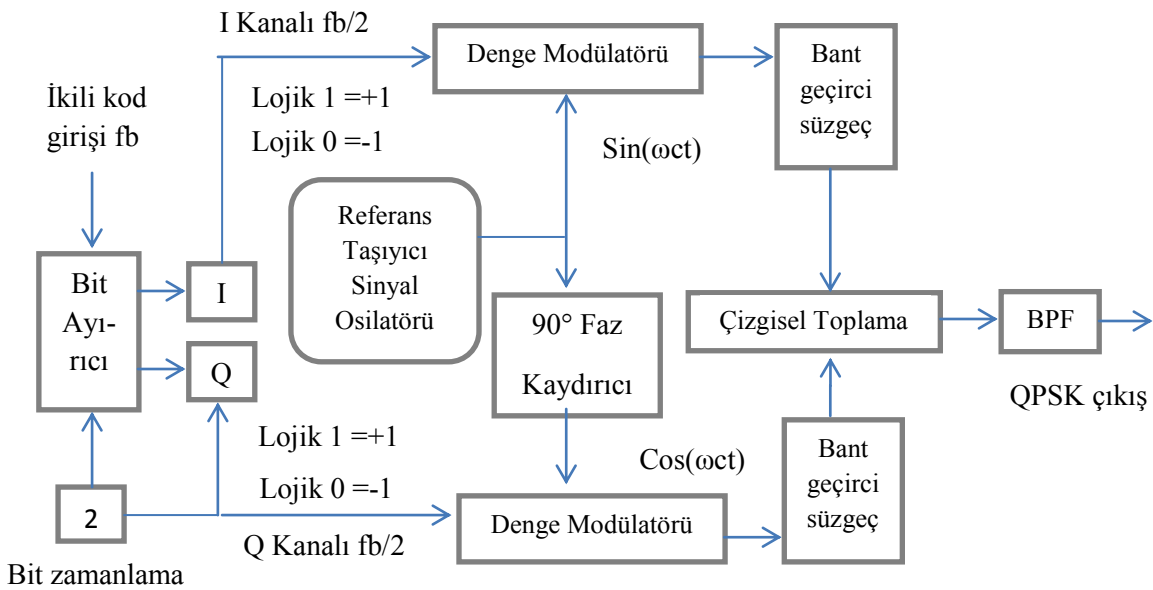 I Kanalı fb/2
Denge Modülatörü
Bant
geçirci
süzgeç
İkili kod
girişi fb
Lojik 1 =+1
Lojik 0 =-1
Sin(ωct)
Referans
Taşıyıcı
Sinyal
Osilatörü
Bit
Ayı-
rıcı
I
Q
90° Faz
Kaydırıcı
Çizgisel Toplama
BPF
QPSK çıkış
Lojik 1 =+1
Lojik 0 =-1
Cos(ωct)
Bant
geçirci
süzgeç
2
Denge Modülatörü
Q Kanalı fb/2
Bit zamanlama